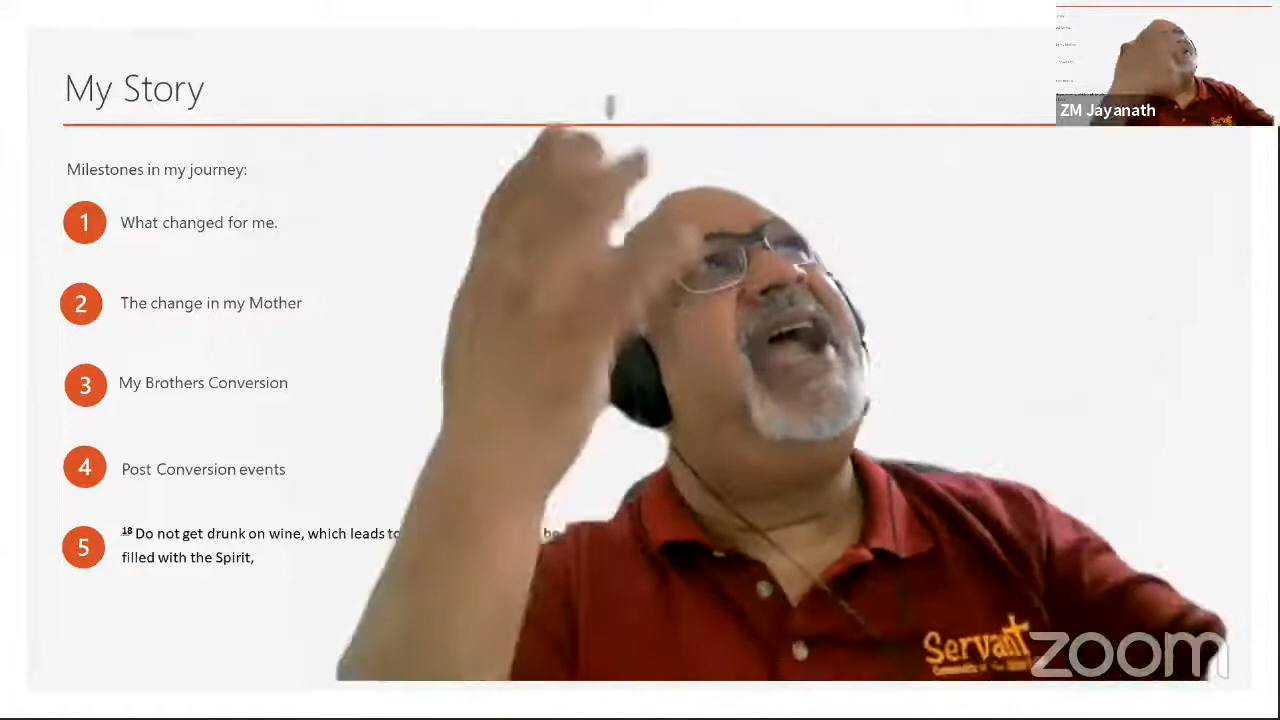 My Story
ZM Jayanath
Milestones in my journey:
1 What changed for me.
2 The change in my Mother
3 My Brothers Conversion
4 Post Conversion events
5 18 Do not get drunk on wine, which leads to be
filled with the Spirit,
Servant
zoom